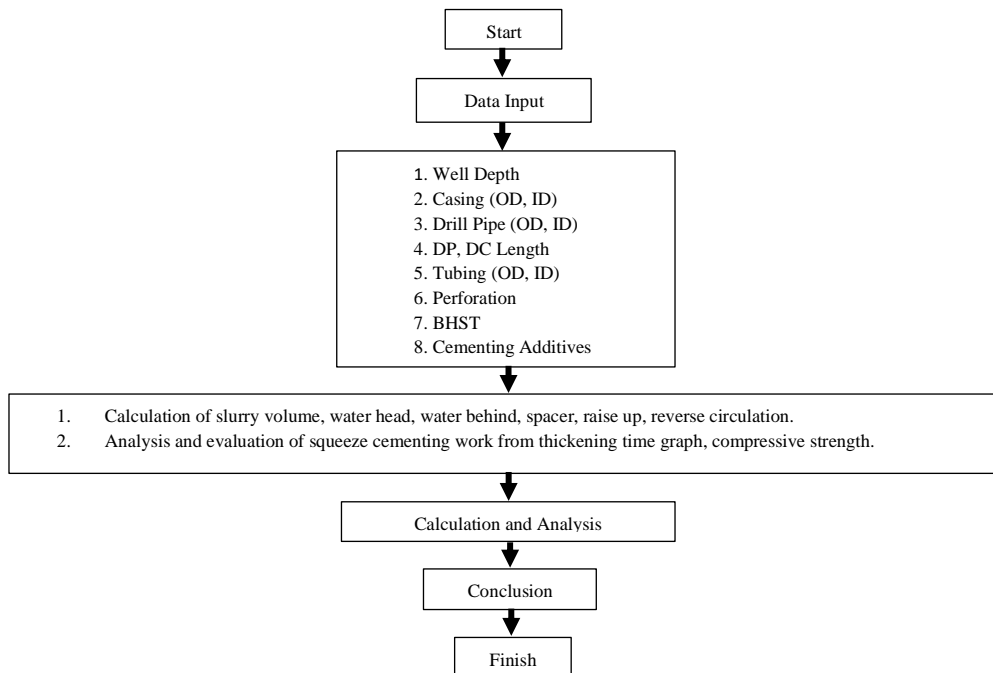 Start
Data Input
1. Well Depth
2. Casing (OD, ID)
3. Drill Pipe (OD, ID)
4. DP, DC Length
5. Tubing (OD, ID)
6. Perforation
7. BHST
8. Cementing Additives
1. Calculation of slurry volume, water head, water behind, spacer, raise up, reverse circulation.
2. Analysis and evaluation of squeeze cementing work from thickening time graph, compressive strength.
Calculation and Analysis
Conclusion
Finish